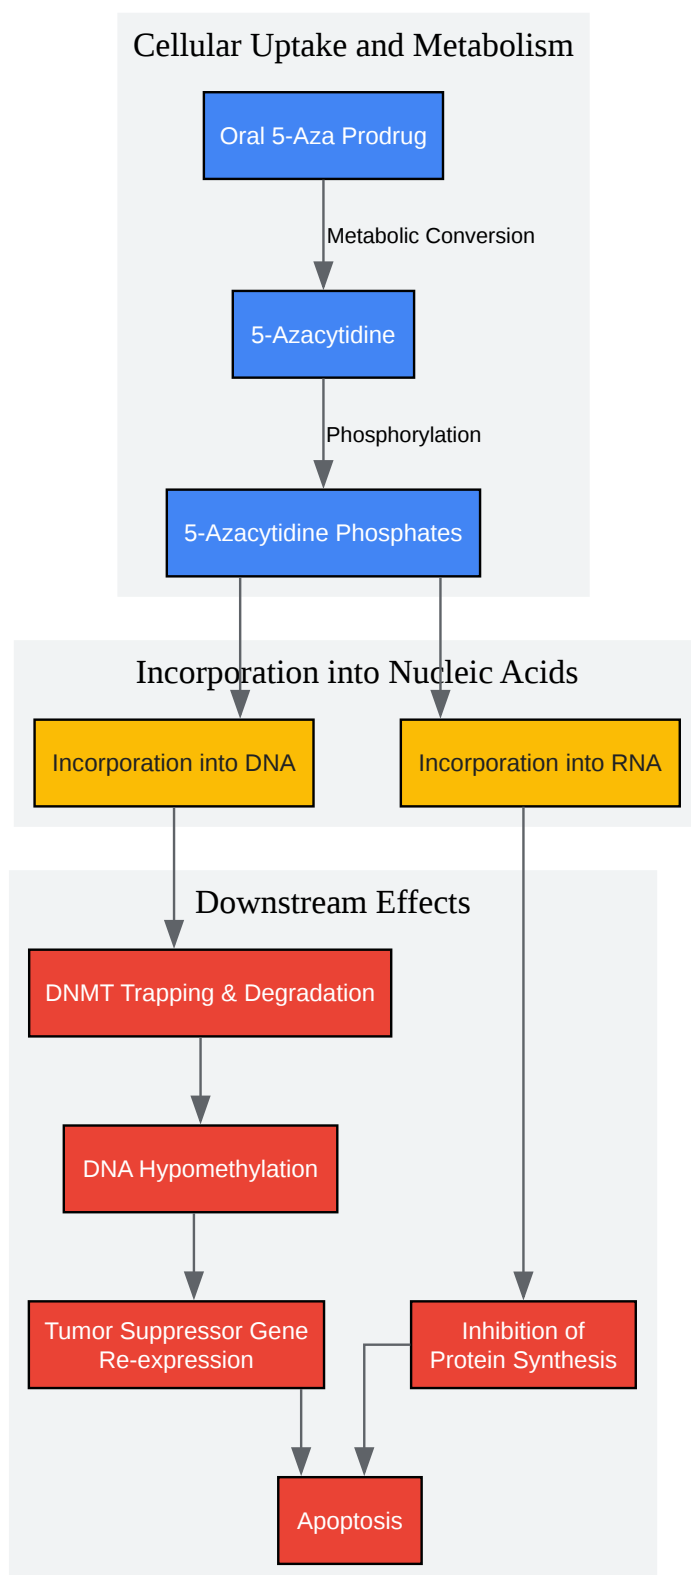 Cellular Uptake and Metabolism
Oral 5-Aza Prodrug
Metabolic Conversion
5-Azacytidine
Phosphorylation
5-Azacytidine Phosphates
Incorporation into Nucleic Acids
Incorporation into DNA
Incorporation into RNA
Downstream Effects
DNMT Trapping & Degradation
DNA Hypomethylation
Tumor Suppressor Gene
Re-expression
Inhibition of
Protein Synthesis
Apoptosis